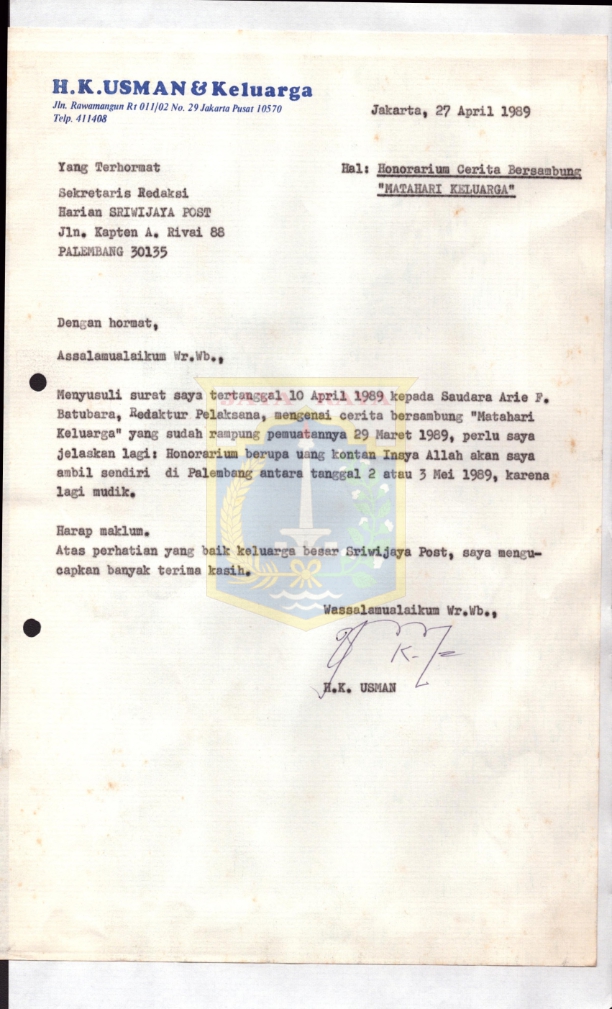 H.K.USMAN & Keluarga
Jln. Rawamangun Rt 011/02 No. 29 Jakarta Pusat 10570
Telp. 411408
Jakarta, 27 April 1989
Yang Terhormat
Hal: Honorarium Cerita Bersambung
"MATAHARI KELUARGA"
Sekretaris Redaksi
Harian SRIWIJAYA POST
Jln. Kapten A. Rivai 88
PALEMBANG 30135
Dengan hormat,
Assalamualaikum Wr.Wb.,
Menyusuli surat saya tertanggal 10 April 1989 kepada Saudara Arie F.
Batubara, Redaktur Pelaksana, mengenai cerita bersambung "Matahari
Keluarga" yang sudah rampung pemuatannya 29 Maret 1989, perlu saya
jelaskan lagi: Honorarium berupa uang kontan Insya Allah akan saya
ambil sendiri di Palembang antara tanggal 2 atau 3 Mei 1989, karena
lagi mudik.
Harap maklum.
Atas perhatian yang baik keluarga besar Sriwijaya Post, saya mengu-
capkan banyak terima kasih.
Wassalamualaikum Wr.Wb.,
H.K. USMAN
JAYA RAYA